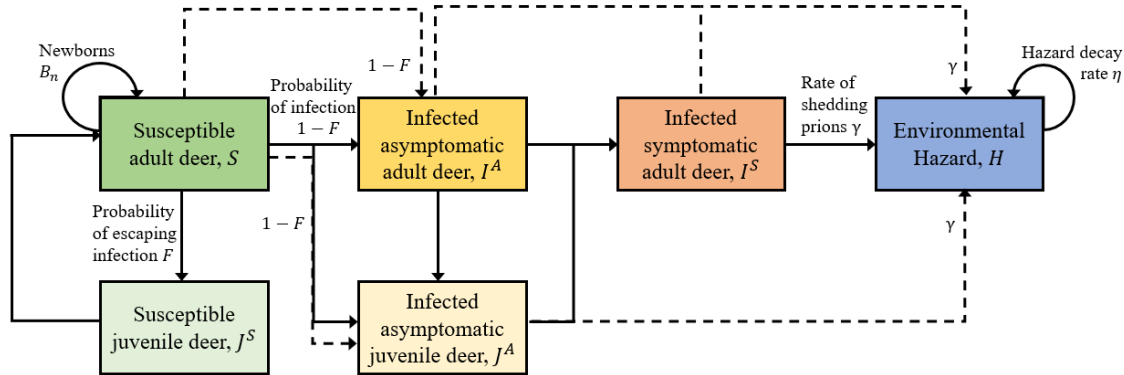 Newborns
B_n
1 − F
Probability
of infection
1 − F
γ
Rate of
shedding
prions γ
Hazard decay
rate η
Susceptible
adult deer, S
Infected
asymptomatic
adult deer, I^A
Infected
symptomatic
adult deer, I^S
Environmental
Hazard, H
Probability
of escaping
infection F
1 − F
γ
Susceptible
juvenile deer, J^S
Infected
asymptomatic
juvenile deer, J^A